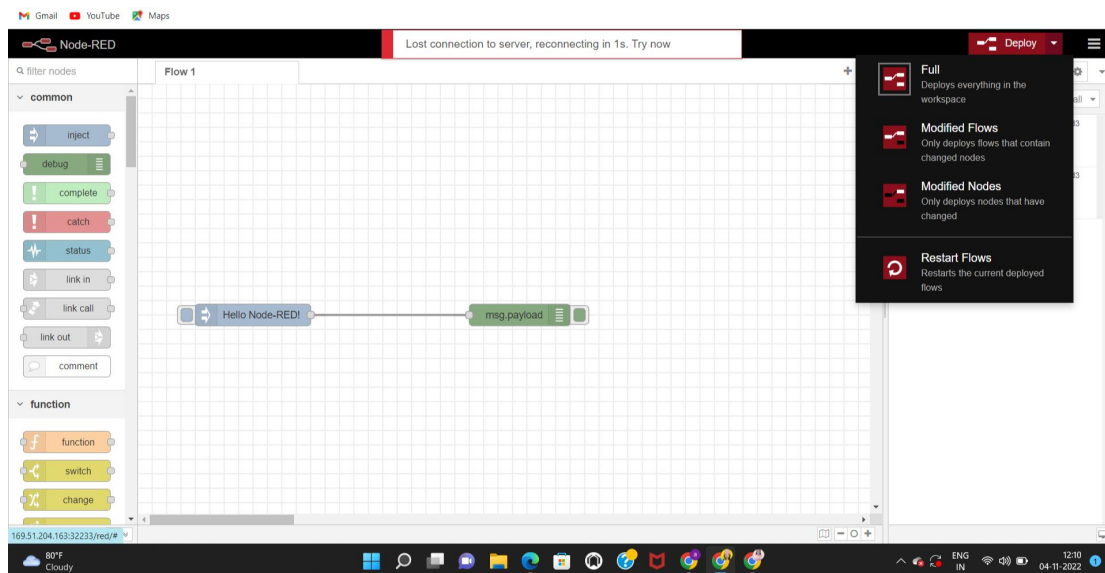 Gmail YouTube Maps
Node-RED
Lost connection to server, reconnecting in 1s. Try now
Deploy
filter nodes
Flow 1
all
common
inject
debug
complete
catch
status
link in
link call
link out
comment
function
function
switch
change
Hello Node-RED!
msg.payload
Full
Deploys everything in the
workspace
Modified Flows
Only deploys flows that contain
changed nodes
Modified Nodes
Only deploys nodes that have
changed
Restart Flows
Restarts the current deployed
flows
169.51.204.163:32233/red/#
80°F
Cloudy
ENG
IN
12:10
04-11-2022
1